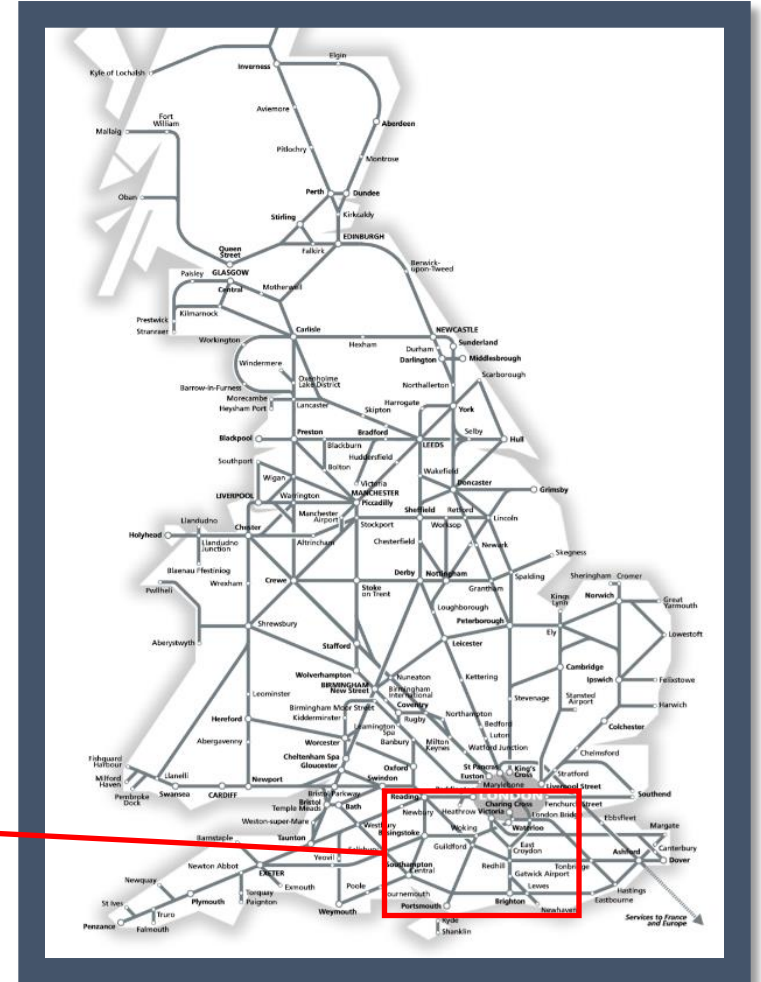 Elgin
Inverness
Kyle of Lochalsh
Aviemore
Fort
William
Mallaig
Aberdeen
Pitlochry
Montrose
Perth
Dundee
Oban
Kirkcaldy
Stirling
EDINBURGH
Falkirk
Queen
Street
GLASGOW
Central
Berwick-
upon-Tweed
Paisley
Motherwell
Prestwick
Stranraer
Kilmarnock
Carlisle
NEWCASTLE
Workington
Hexham
Sunderland
Durham
Darlington
Middlesbrough
Windermere
Oxenholme
Lake District
Scarborough
Barrow-in-Furness
Northallerton
Morecambe
Heysham Port
Lancaster
Harrogate
Skipton
York
Blackpool
Preston
Bradford
LEEDS
Selby
Hull
Blackburn
Huddersfield
Southport
Bolton
Wakefield
Wigan
Victoria
MANCHESTER
Piccadilly
Doncaster
Grimsby
LIVERPOOL
Warrington
Sheffield
Retford
Llandudno
Manchester
Airport
Stockport
Worksop
Lincoln
Holyhead
Chester
Llandudno
Junction
Altrincham
Chesterfield
Newark
Skegness
Blaenau Ffestiniog
Derby
Nottingham
Sheringham
Cromer
Pwllheli
Wrexham
Crewe
Stoke
on Trent
Grantham
Spalding
Kings
Lynn
Norwich
Great
Yarmouth
Loughborough
Peterborough
Aberystwyth
Shrewsbury
Stafford
Leicester
Ely
Lowestoft
Wolverhampton
Nuneaton
Cambridge
BIRMINGHAM
New Street
Birmingham
International
Kettering
Ipswich
Felixstowe
Leominster
Birmingham Moor Street
Coventry
Stevenage
Stansted
Airport
Harwich
Kidderminster
Rugby
Northampton
Hereford
Leamington
Spa
Bedford
Colchester
Abergavenny
Worcester
Banbury
Milton
Keynes
Luton
Watford Junction
Chelmsford
Fishguard
Harbour
Cheltenham Spa
Gloucester
Oxford
St Pancras
Euston
King's
Cross
Stratford
Milford
Haven
Llanelli
Newport
Swindon
Marylebone
Liverpool Street
Pembroke
Dock
Swansea
CARDIFF
Bristol Parkway
Reading
LONDON
Southend
Bristol
Temple Meads
Bath
Newbury
Heathrow
Charing Cross
Victoria
Fenchurch Street
London Bridge
Ebbsfleet
Weston-super-Mare
Westbury
Basingstoke
Woking
Waterloo
Margate
Barnstaple
Taunton
Guildford
East
Croydon
Canterbury
Newton Abbot
Yeovil
Southampton
Central
Redhill
Gatwick Airport
Tonbridge
Ashford
Dover
Newquay
EXETER
Exmouth
Poole
Lewes
Hastings
St Ives
Plymouth
Torquay
Paignton
Weymouth
Portsmouth
Brighton
Newhaven
Eastbourne
Truro
Penzance
Falmouth
Ryde
Shanklin
Services to France
and Europe